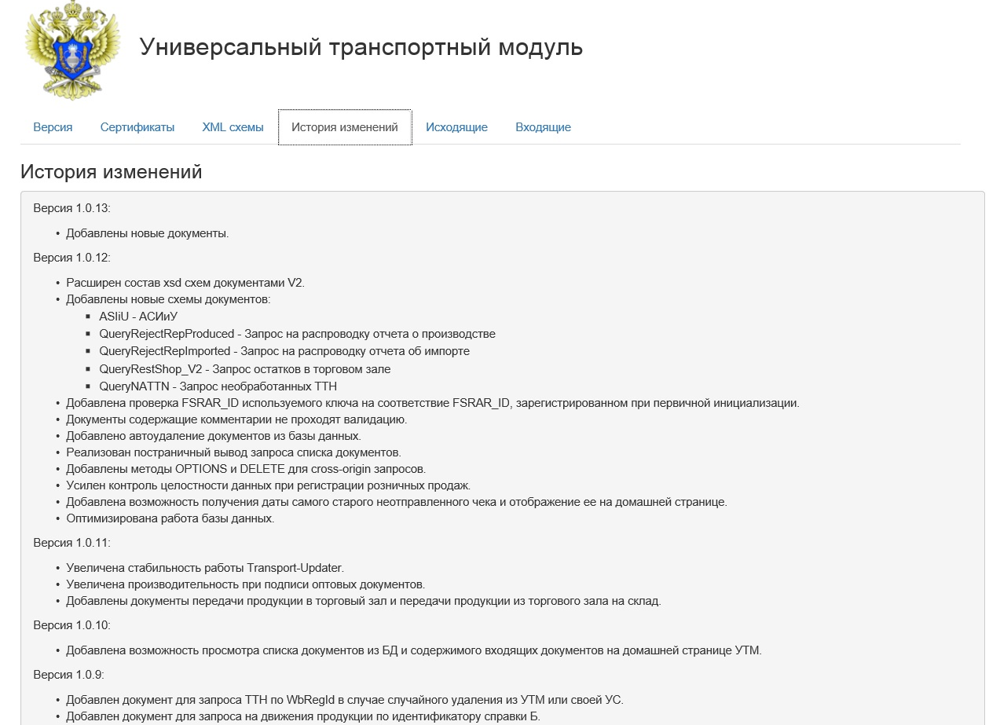 Универсальный транспортный модуль
Версия Сертификаты XML схемы История изменений Исходящие Входящие
История изменений
Версия 1.0.13:
• Добавлены новые документы.
Версия 1.0.12:
• Расширен состав xsd схем документами V2.
• Добавлены новые схемы документов:
▪ ASIiU - АСИиУ
▪ QueryRejectRepProduced - Запрос на распроводку отчета о производстве
▪ QueryRejectRepImported - Запрос на распроводку отчета об импорте
▪ QueryRestShop_V2 - Запрос остатков в торговом зале
▪ QueryNATTN - Запрос необработанных ТТН
• Добавлена проверка FSRAR_ID используемого ключа на соответствие FSRAR_ID, зарегистрированном при первичной инициализации.
• Документы содержащие комментарии не проходят валидацию.
• Добавлено автоудаление документов из базы данных.
• Реализован постраничный вывод запроса списка документов.
• Добавлены методы OPTIONS и DELETE для cross-origin запросов.
• Усилен контроль целостности данных при регистрации розничных продаж.
• Добавлена возможность получения даты самого старого неотправленного чека и отображение ее на домашней странице.
• Оптимизирована работа базы данных.
Версия 1.0.11:
• Увеличена стабильность работы Transport-Updater.
• Увеличена производительность при подписи оптовых документов.
• Добавлены документы передачи продукции в торговый зал и передачи продукции из торгового зала на склад.
Версия 1.0.10:
• Добавлена возможность просмотра списка документов из БД и содержимого входящих документов на домашней странице УТМ.
Версия 1.0.9:
• Добавлен документ для запроса ТТН по WbRegId в случае случайного удаления из УТМ или своей УС.
• Добавлен документ для запроса на движения продукции по идентификатору справки Б.